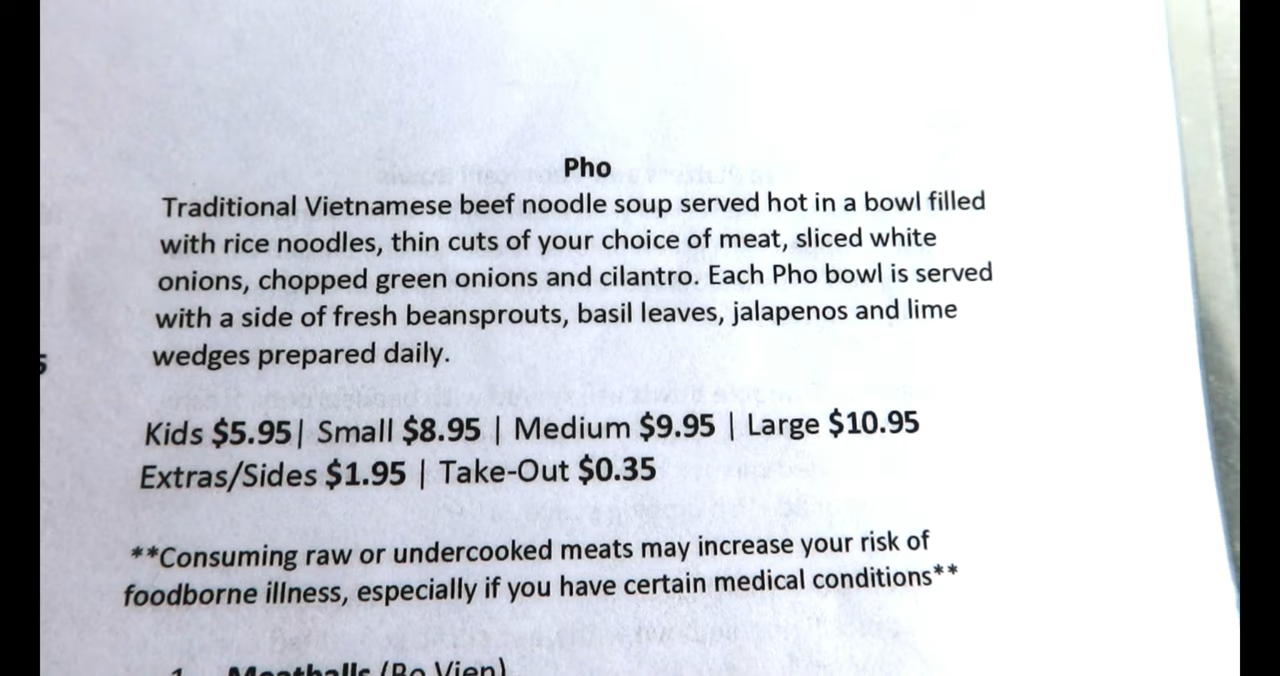 Pho
Traditional Vietnamese beef noodle soup served hot in a bowl filled
with rice noodles, thin cuts of your choice of meat, sliced white
onions, chopped green onions and cilantro. Each Pho bowl is served
with a side of fresh beansprouts, basil leaves, jalapenos and lime
wedges prepared daily.
Kids $5.95| Small $8.95 | Medium $9.95 | Large $10.95
Extras/Sides $1.95 | Take-Out $0.35
**Consuming raw or undercooked meats may increase your risk of
foodborne illness, especially if you have certain medical conditions**
1. Meatballs (Bo Vien)